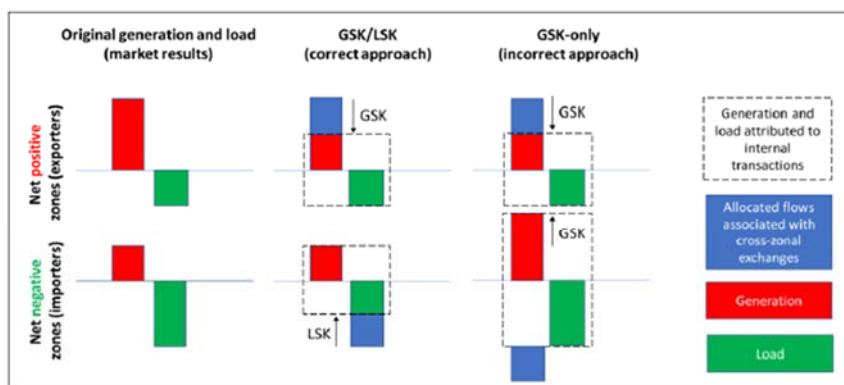 Original generation and load
(market results)
GSK/LSK
(correct approach)
GSK-only
(incorrect approach)
Net positive
zones (exporters)
GSK
GSK
Net negative
zones (importers)
LSK
GSK
Generation and
load attributed to
internal
transactions
Allocated flows
associated with
cross-zonal
exchanges
Generation
Load